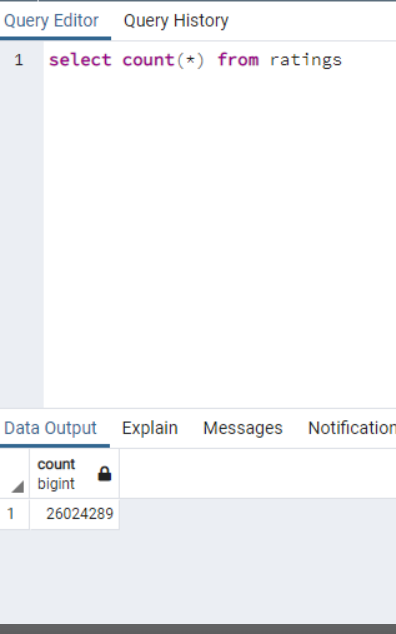 Query Editor Query History
1 select count(*) from ratings
Data Output Explain Messages Notification
count
bigint
1 26024289